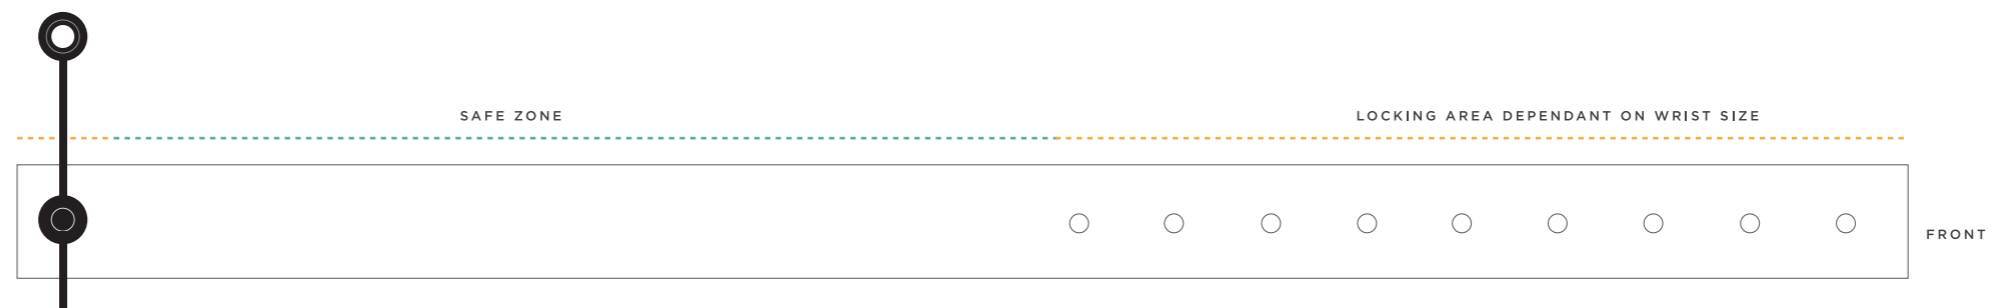 SAFE ZONE
LOCKING AREA DEPENDANT ON WRIST SIZE
FRONT